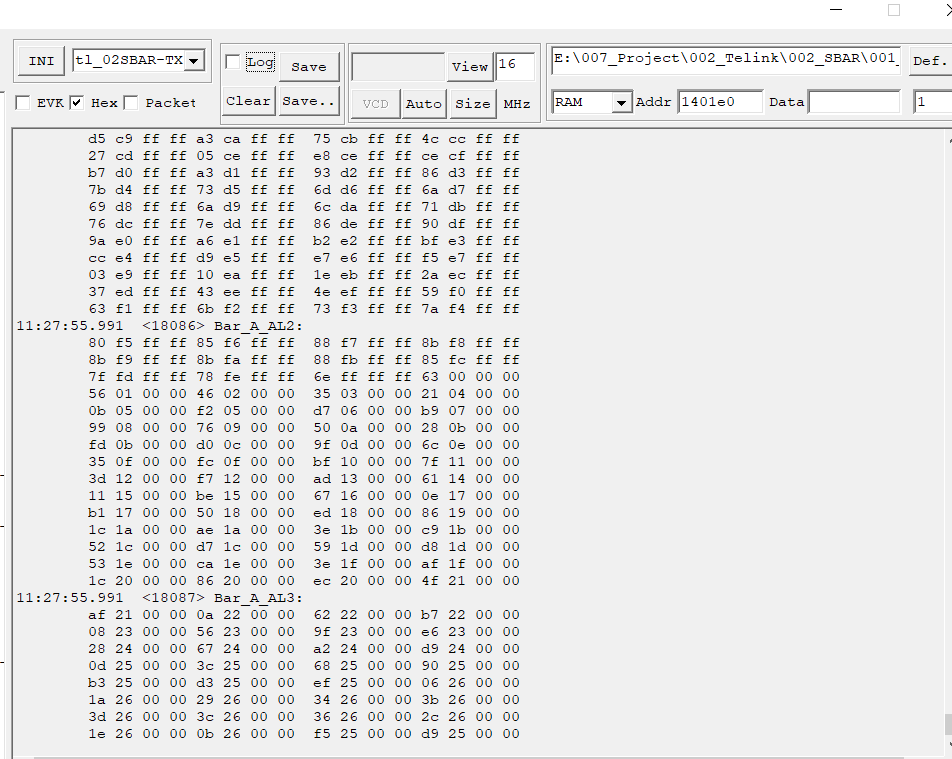 INI tl_02SBAR-TX Log Save View 16 E:\007_Project\002_Telink\002_SBAR\001_ Def.
EVK Hex Packet Clear Save.. VCD Auto Size MHz RAM Addr 1401e0 Data 1
d5 c9 ff ff a3 ca ff ff 75 cb ff ff 4c cc ff ff
27 cd ff ff 05 ce ff ff e8 ce ff ff ce cf ff ff
b7 d0 ff ff a3 d1 ff ff 93 d2 ff ff 86 d3 ff ff
7b d4 ff ff 73 d5 ff ff 6d d6 ff ff 6a d7 ff ff
69 d8 ff ff 6a d9 ff ff 6c da ff ff 71 db ff ff
76 dc ff ff 7e dd ff ff 86 de ff ff 90 df ff ff
9a e0 ff ff a6 e1 ff ff b2 e2 ff ff bf e3 ff ff
cc e4 ff ff d9 e5 ff ff e7 e6 ff ff f5 e7 ff ff
03 e9 ff ff 10 ea ff ff 1e eb ff ff 2a ec ff ff
37 ed ff ff 43 ee ff ff 4e ef ff ff 59 f0 ff ff
63 f1 ff ff 6b f2 ff ff 73 f3 ff ff 7a f4 ff ff
11:27:55.991 <18086> Bar_A_AL2:
80 f5 ff ff 85 f6 ff ff 88 f7 ff ff 8b f8 ff ff
8b f9 ff ff 8b fa ff ff 88 fb ff ff 85 fc ff ff
7f fd ff ff 78 fe ff ff 6e ff ff ff 63 00 00 00
56 01 00 00 46 02 00 00 35 03 00 00 21 04 00 00
0b 05 00 00 f2 05 00 00 d7 06 00 00 b9 07 00 00
99 08 00 00 76 09 00 00 50 0a 00 00 28 0b 00 00
fd 0b 00 00 d0 0c 00 00 9f 0d 00 00 6c 0e 00 00
35 0f 00 00 fc 0f 00 00 bf 10 00 00 7f 11 00 00
3d 12 00 00 f7 12 00 00 ad 13 00 00 61 14 00 00
11 15 00 00 be 15 00 00 67 16 00 00 0e 17 00 00
b1 17 00 00 50 18 00 00 ed 18 00 00 86 19 00 00
1c 1a 00 00 ae 1a 00 00 3e 1b 00 00 c9 1b 00 00
52 1c 00 00 d7 1c 00 00 59 1d 00 00 d8 1d 00 00
53 1e 00 00 ca 1e 00 00 3e 1f 00 00 af 1f 00 00
1c 20 00 00 86 20 00 00 ec 20 00 00 4f 21 00 00
11:27:55.991 <18087> Bar_A_AL3:
af 21 00 00 0a 22 00 00 62 22 00 00 b7 22 00 00
08 23 00 00 56 23 00 00 9f 23 00 00 e6 23 00 00
28 24 00 00 67 24 00 00 a2 24 00 00 d9 24 00 00
0d 25 00 00 3c 25 00 00 68 25 00 00 90 25 00 00
b3 25 00 00 d3 25 00 00 ef 25 00 00 06 26 00 00
1a 26 00 00 29 26 00 00 34 26 00 00 3b 26 00 00
3d 26 00 00 3c 26 00 00 36 26 00 00 2c 26 00 00
1e 26 00 00 0b 26 00 00 f5 25 00 00 d9 25 00 00